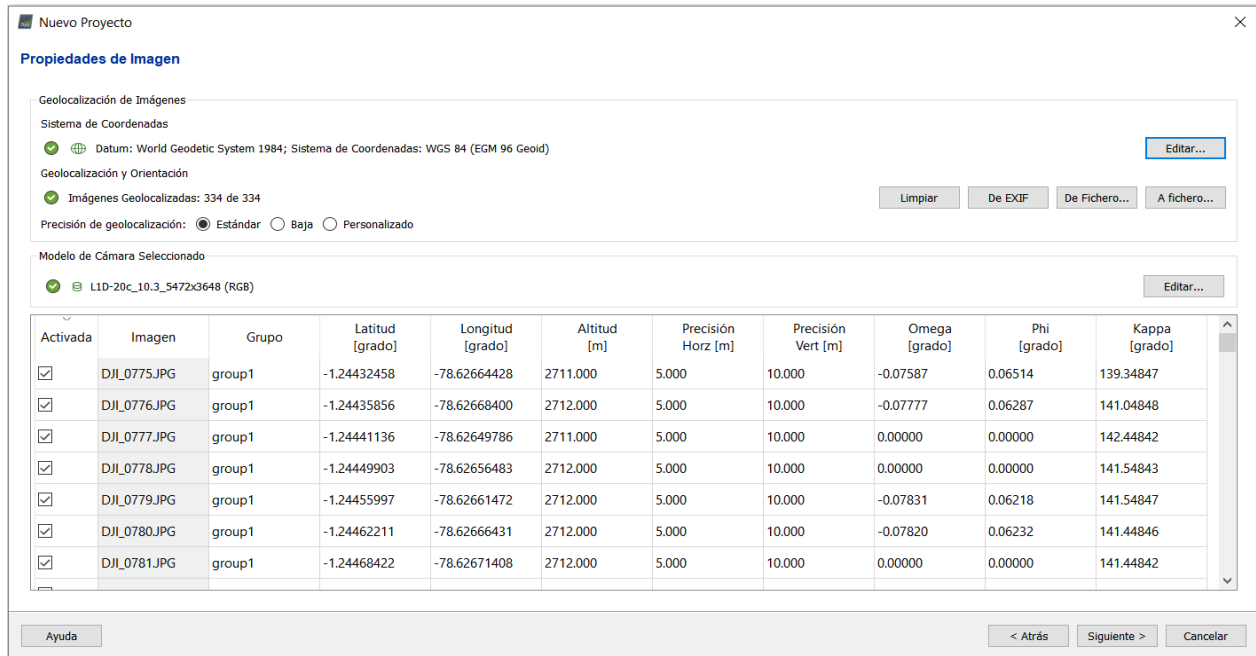 Nuevo Proyecto
Propiedades de Imagen
Geolocalización de Imágenes
Sistema de Coordenadas
Datum: World Geodetic System 1984; Sistema de Coordenadas: WGS 84 (EGM 96 Geoid) Editar...
Geolocalización y Orientación
Imágenes Geolocalizadas: 334 de 334 Limpiar De EXIF De Fichero... A fichero...
Precisión de geolocalización: Estándar Baja Personalizado
Modelo de Cámara Seleccionado
L1D-20c_10.3_5472x3648 (RGB) Editar...
Activada Imagen Grupo Latitud [grado] Longitud [grado] Altitud [m] Precisión Horz [m] Precisión Vert [m] Omega [grado] Phi [grado] Kappa [grado]
DJI_0775.JPG group1 -1.24432458 -78.62664428 2711.000 5.000 10.000 -0.07587 0.06514 139.34847
DJI_0776.JPG group1 -1.24435856 -78.62668400 2712.000 5.000 10.000 -0.07777 0.06287 141.04848
DJI_0777.JPG group1 -1.24441136 -78.62649786 2711.000 5.000 10.000 0.00000 0.00000 142.44842
DJI_0778.JPG group1 -1.24449903 -78.62656483 2712.000 5.000 10.000 0.00000 0.00000 141.54843
DJI_0779.JPG group1 -1.24455997 -78.62661472 2712.000 5.000 10.000 -0.07831 0.06218 141.54847
DJI_0780.JPG group1 -1.24462211 -78.62666431 2712.000 5.000 10.000 -0.07820 0.06232 141.44846
DJI_0781.JPG group1 -1.24468422 -78.62671408 2712.000 5.000 10.000 0.00000 0.00000 141.44842
Ayuda < Atrás Siguiente > Cancelar